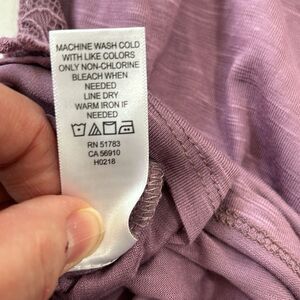 MACHINE WASH COLD
WITH LIKE COLORS
ONLY NON-CHLORINE
BLEACH WHEN
NEEDED
LINE DRY
WARM IRON IF
NEEDED
RN 51783
CA 56910
H0218